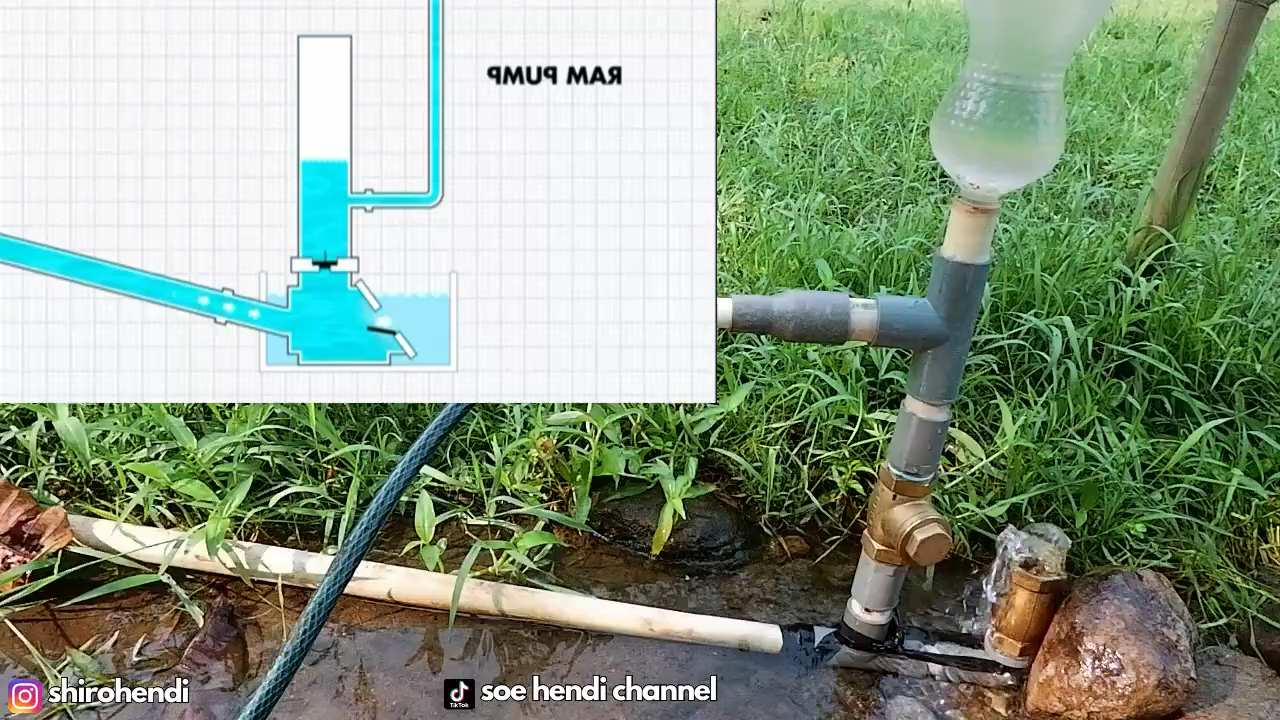 RAM PUMP
shirohendi
TikTok
soe hendi channel